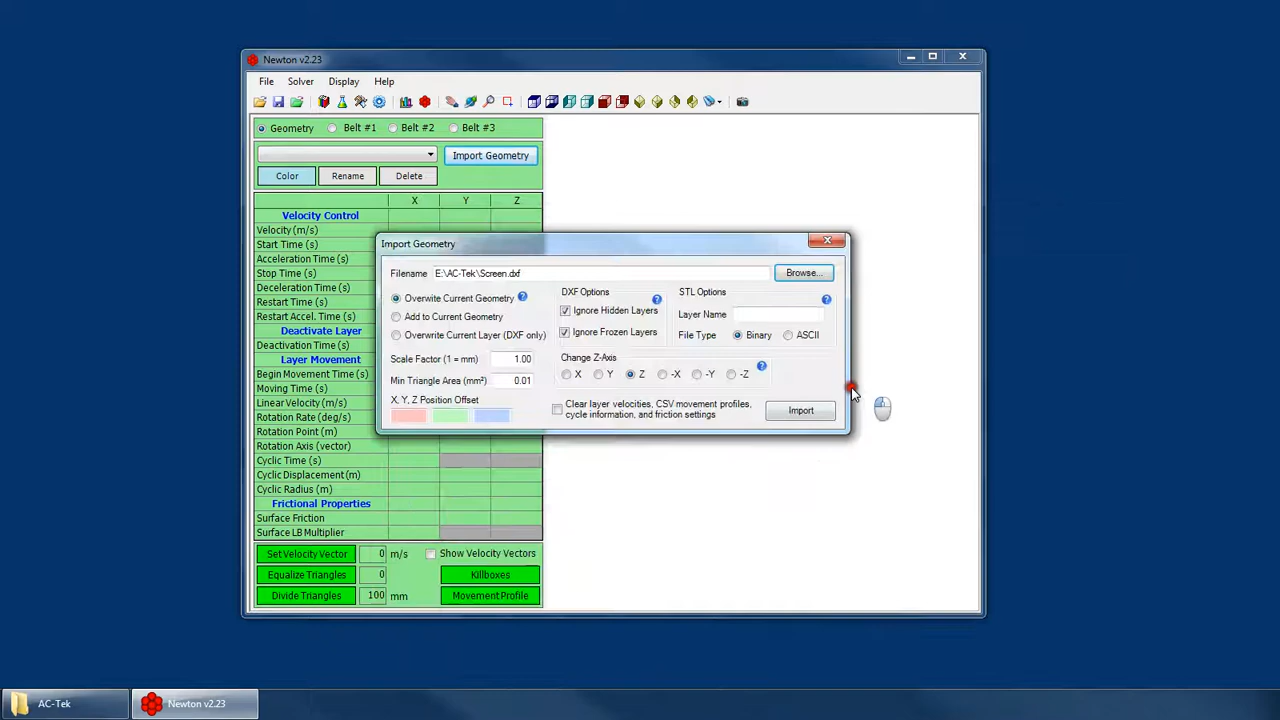 Newton v2.23
File Solver Display Help
Geometry Belt #1 Belt #2 Belt #3
Import Geometry
Color Rename Delete
X Y Z
Velocity Control
Velocity (m/s)
Start Time (s)
Acceleration Time (s)
Stop Time (s)
Deceleration Time (s)
Restart Time (s)
Restart Accel. Time (s)
Deactivate Layer
Deactivation Time (s)
Layer Movement
Begin Movement Time (s)
Moving Time (s)
Linear Velocity (m/s)
Rotation Rate (deg/s)
Rotation Point (m)
Rotation Axis (vector)
Cyclic Time (s)
Cyclic Displacement (m)
Cyclic Radius (m)
Frictional Properties
Surface Friction
Surface LB Multiplier
Set Velocity Vector 0 m/s Show Velocity Vectors
Equalize Triangles 0 Killboxes
Divide Triangles 100 mm Movement Profile
Import Geometry
Filename E:\AC-Tek\Screen.dxf Browse...
Overwite Current Geometry
Add to Current Geometry
Overwrite Current Layer (DXF only)
Scale Factor (1 = mm) 1.00
Min Triangle Area (mm²) 0.01
X, Y, Z Position Offset
DXF Options
Ignore Hidden Layers
Ignore Frozen Layers
STL Options
Layer Name
File Type Binary ASCII
Change Z-Axis
X Y Z -X -Y -Z
Clear layer velocities, CSV movement profiles,
cycle information, and friction settings
Import
AC-Tek
Newton v2.23